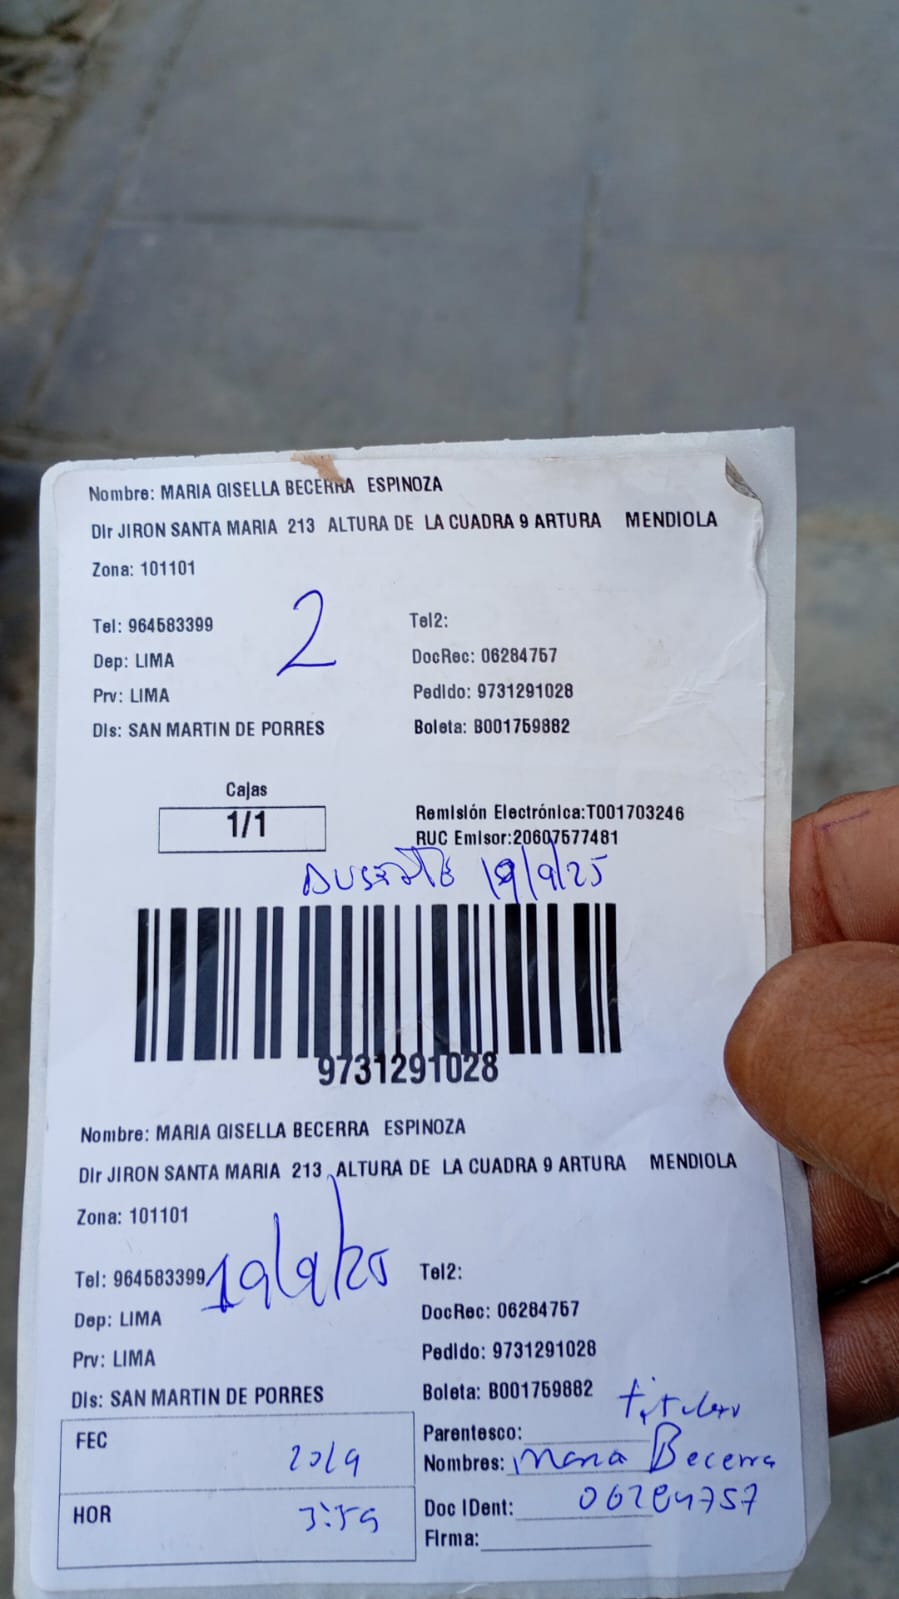 Nombre: MARIA GISELLA BECERRA ESPINOZA
Dir JIRON SANTA MARIA 213 ALTURA DE LA CUADRA 9 ARTURA MENDIOLA
Zona: 101101
2
Tel: 964583399 Tel2:
Dep: LIMA DocRec: 06284757
Prv: LIMA Pedido: 9731291028
Dis: SAN MARTIN DE PORRES Boleta: B001759882
Cajas
1/1
Remisión Electrónica:T001703246
RUC Emisor:20607577481
19/9/25
9731291028
Nombre: MARIA GISELLA BECERRA ESPINOZA
Dir JIRON SANTA MARIA 213 ALTURA DE LA CUADRA 9 ARTURA MENDIOLA
Zona: 101101
19/9/25
Tel: 964583399 Tel2:
Dep: LIMA DocRec: 06284757
Prv: LIMA Pedido: 9731291028
Dis: SAN MARTIN DE PORRES Boleta: B001759882
FEC 20/9
HOR 3:59
Parentesco: titular
Nombres: Maria Becerra
Doc IDent: 06284757
Firma: